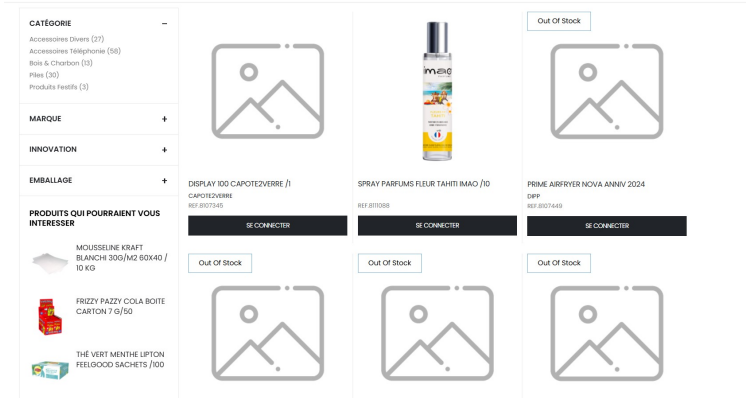 CATÉGORIE –
Accessoires Divers (27)
Accessoires Téléphonie (58)
Bois & Charbon (13)
Piles (30)
Produits Festifs (3)
MARQUE +
INNOVATION +
EMBALLAGE +
PRODUITS QUI POURRAIENT VOUS
INTERESSER
MOUSSELINE KRAFT
BLANCHI 30G/M2 60X40 /
10 KG
FRIZZY PAZZY COLA BOITE
CARTON 7 G/50
THÉ VERT MENTHE LIPTON
FEELGOOD SACHETS /100
DISPLAY 100 CAPOTE2VERRE /1
CAPOTE2VERRE
REF.8107345
SE CONNECTER
imao
SPRAY PARFUMS FLEUR TAHITI IMAO /10
REF.8111088
SE CONNECTER
Out Of Stock
PRIME AIRFRYER NOVA ANNIV 2024
DIPP
REF.8107449
SE CONNECTER
Out Of Stock
Out Of Stock
Out Of Stock